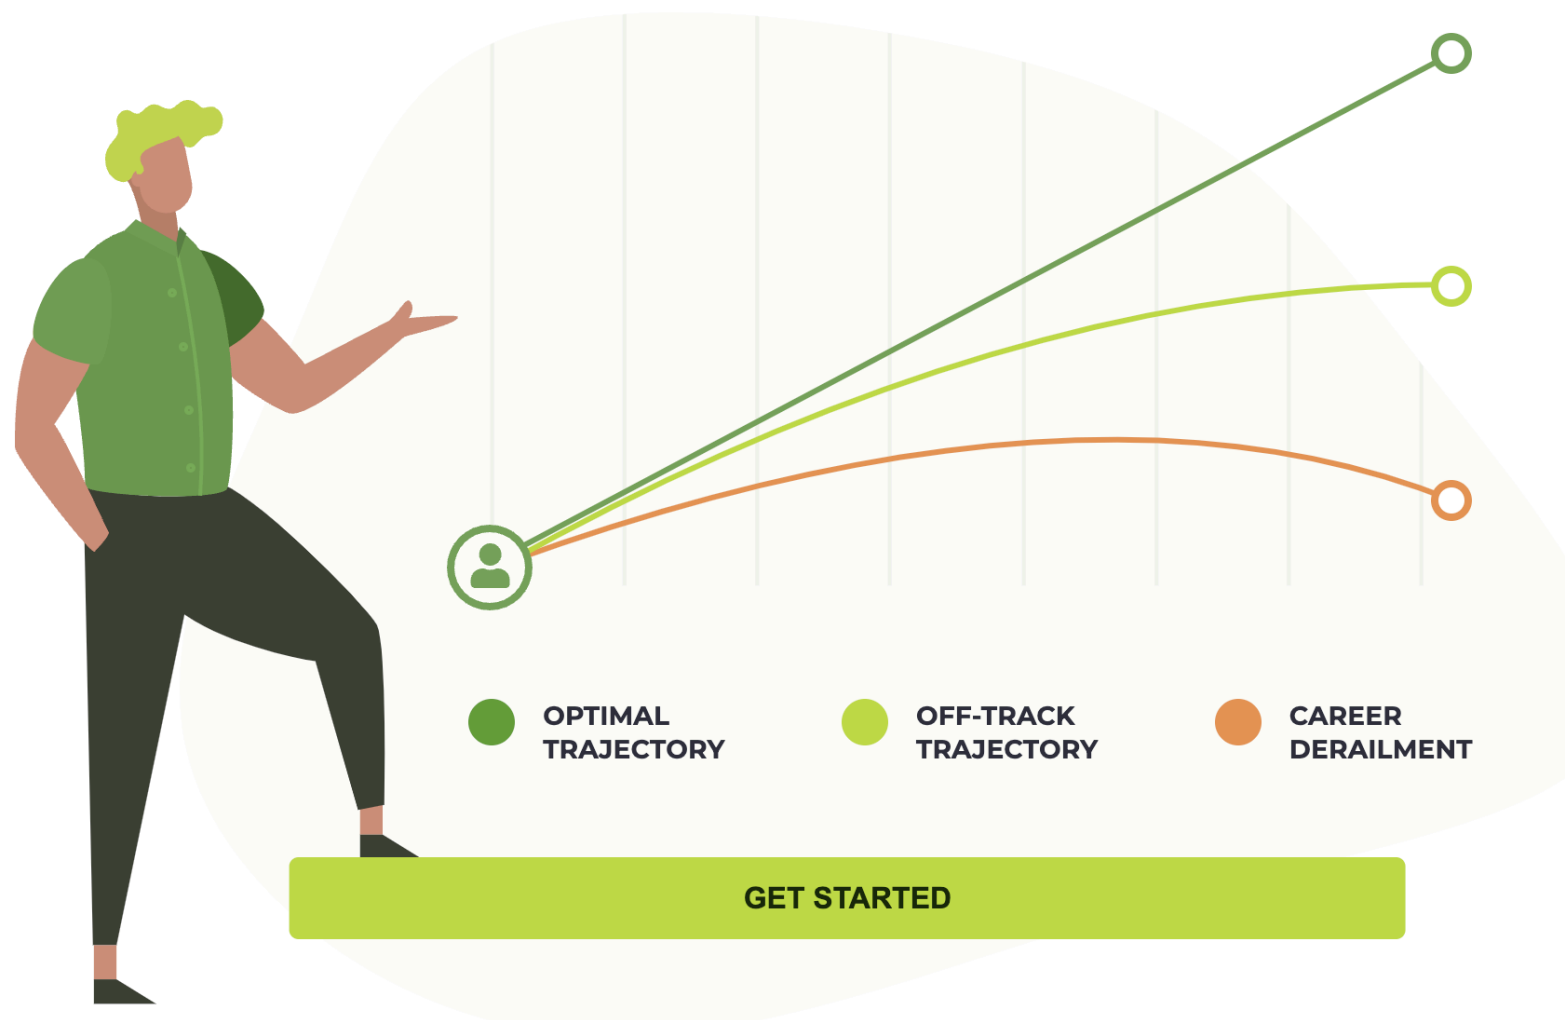 OPTIMAL
TRAJECTORY
OFF-TRACK
TRAJECTORY
CAREER
DERAILMENT
GET STARTED